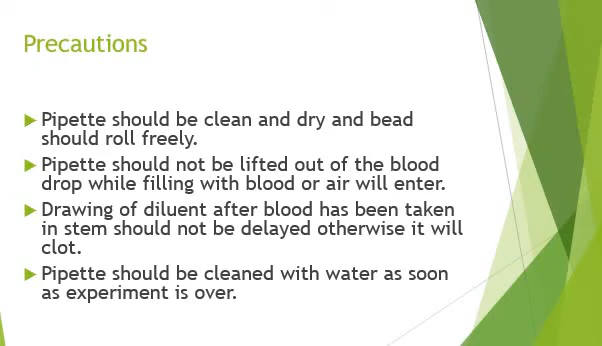 Precautions
Pipette should be clean and dry and bead
should roll freely.
Pipette should not be lifted out of the blood
drop while filling with blood or air will enter.
Drawing of diluent after blood has been taken
in stem should not be delayed otherwise it will
clot.
Pipette should be cleaned with water as soon
as experiment is over.